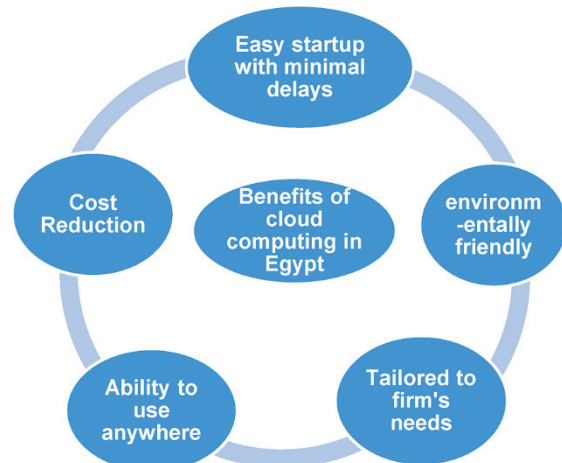 Easy startup
with minimal
delays
environm
-entally
friendly
Tailored to
firm's
needs
Ability to
use
anywhere
Cost
Reduction
Benefits of
cloud
computing in
Egypt